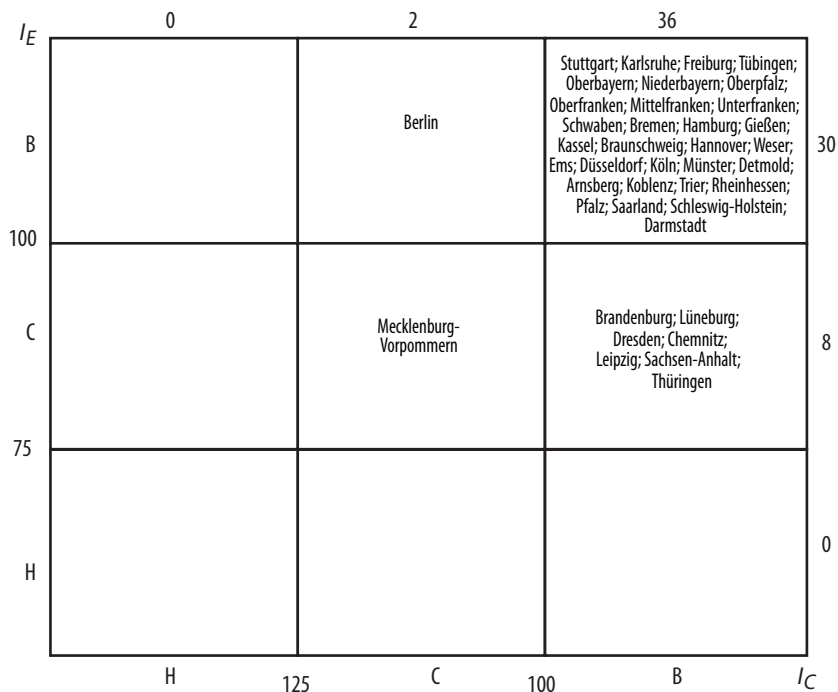 0 2 36
I_E
Stuttgart; Karlsruhe; Freiburg; Tübingen;
Oberbayern; Niederbayern; Oberpfalz;
Oberfranken; Mittelfranken; Unterfranken;
Schwaben; Bremen; Hamburg; Gießen;
Kassel; Braunschweig; Hannover; Weser;
Ems; Düsseldorf; Köln; Münster; Detmold;
Arnsberg; Koblenz; Trier; Rheinhessen;
Pfalz; Saarland; Schleswig-Holstein;
Darmstadt
Berlin
B
30
100
C
Mecklenburg-
Vorpommern
Brandenburg; Lüneburg;
Dresden; Chemnitz;
Leipzig; Sachsen-Anhalt;
Thüringen
8
75
H
0
H 125 C 100 B I_C